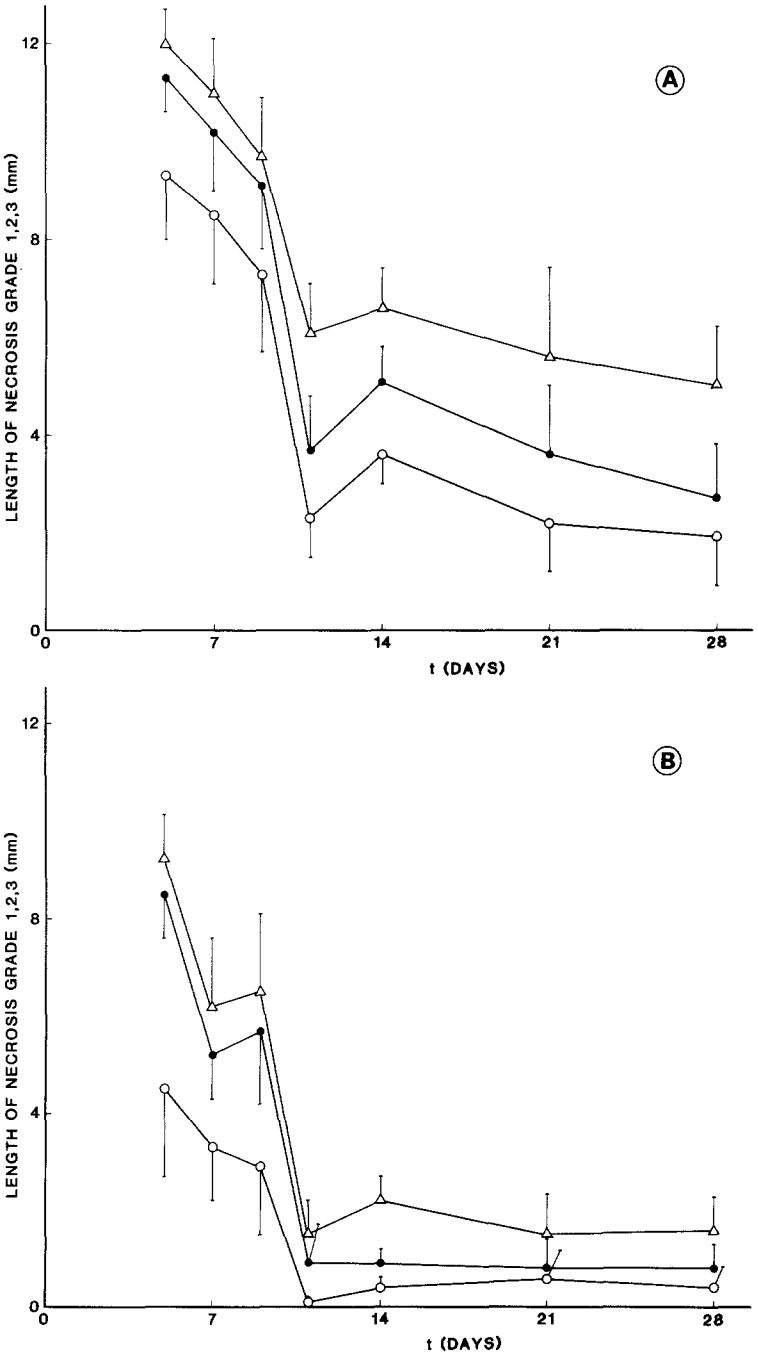 A
LENGTH OF NECROSIS GRADE 1,2,3 (mm)
12
8
4
0
0 7 14 21 28
t (DAYS)
B
LENGTH OF NECROSIS GRADE 1,2,3 (mm)
12
8
4
0
0 7 14 21 28
t (DAYS)